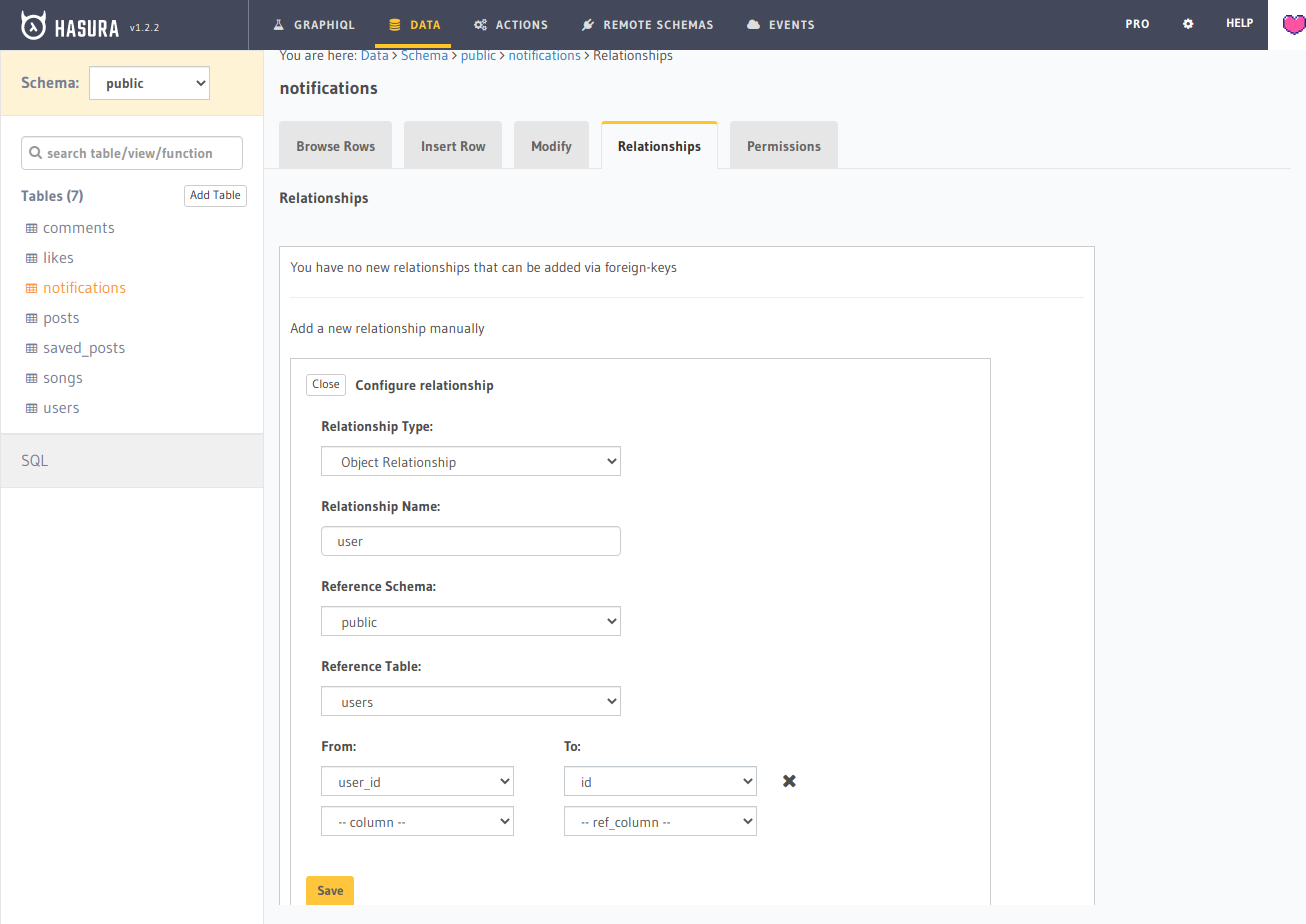 HASURA v1.2.2 GRAPHIQL DATA ACTIONS REMOTE SCHEMAS EVENTS PRO HELP
You are here: Data > Schema > public > notifications > Relationships
Schema: public
notifications
Browse Rows Insert Row Modify Relationships Permissions
search table/view/function
Tables (7) Add Table
Relationships
comments
likes
notifications
posts
saved_posts
songs
users
SQL
You have no new relationships that can be added via foreign-keys
Add a new relationship manually
Close Configure relationship
Relationship Type:
Object Relationship
Relationship Name:
user
Reference Schema:
public
Reference Table:
users
From: To:
user_id id
-- column -- -- ref_column --
Save